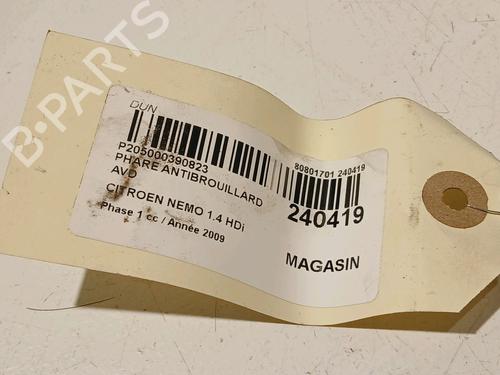 B-PARTS
DUN
P205000390823
80801701 240419
PHARE ANTIBROUILLARD
AVD
240419
CITROEN NEMO 1.4 HDi
Phase 1 cc / Année 2009
MAGASIN